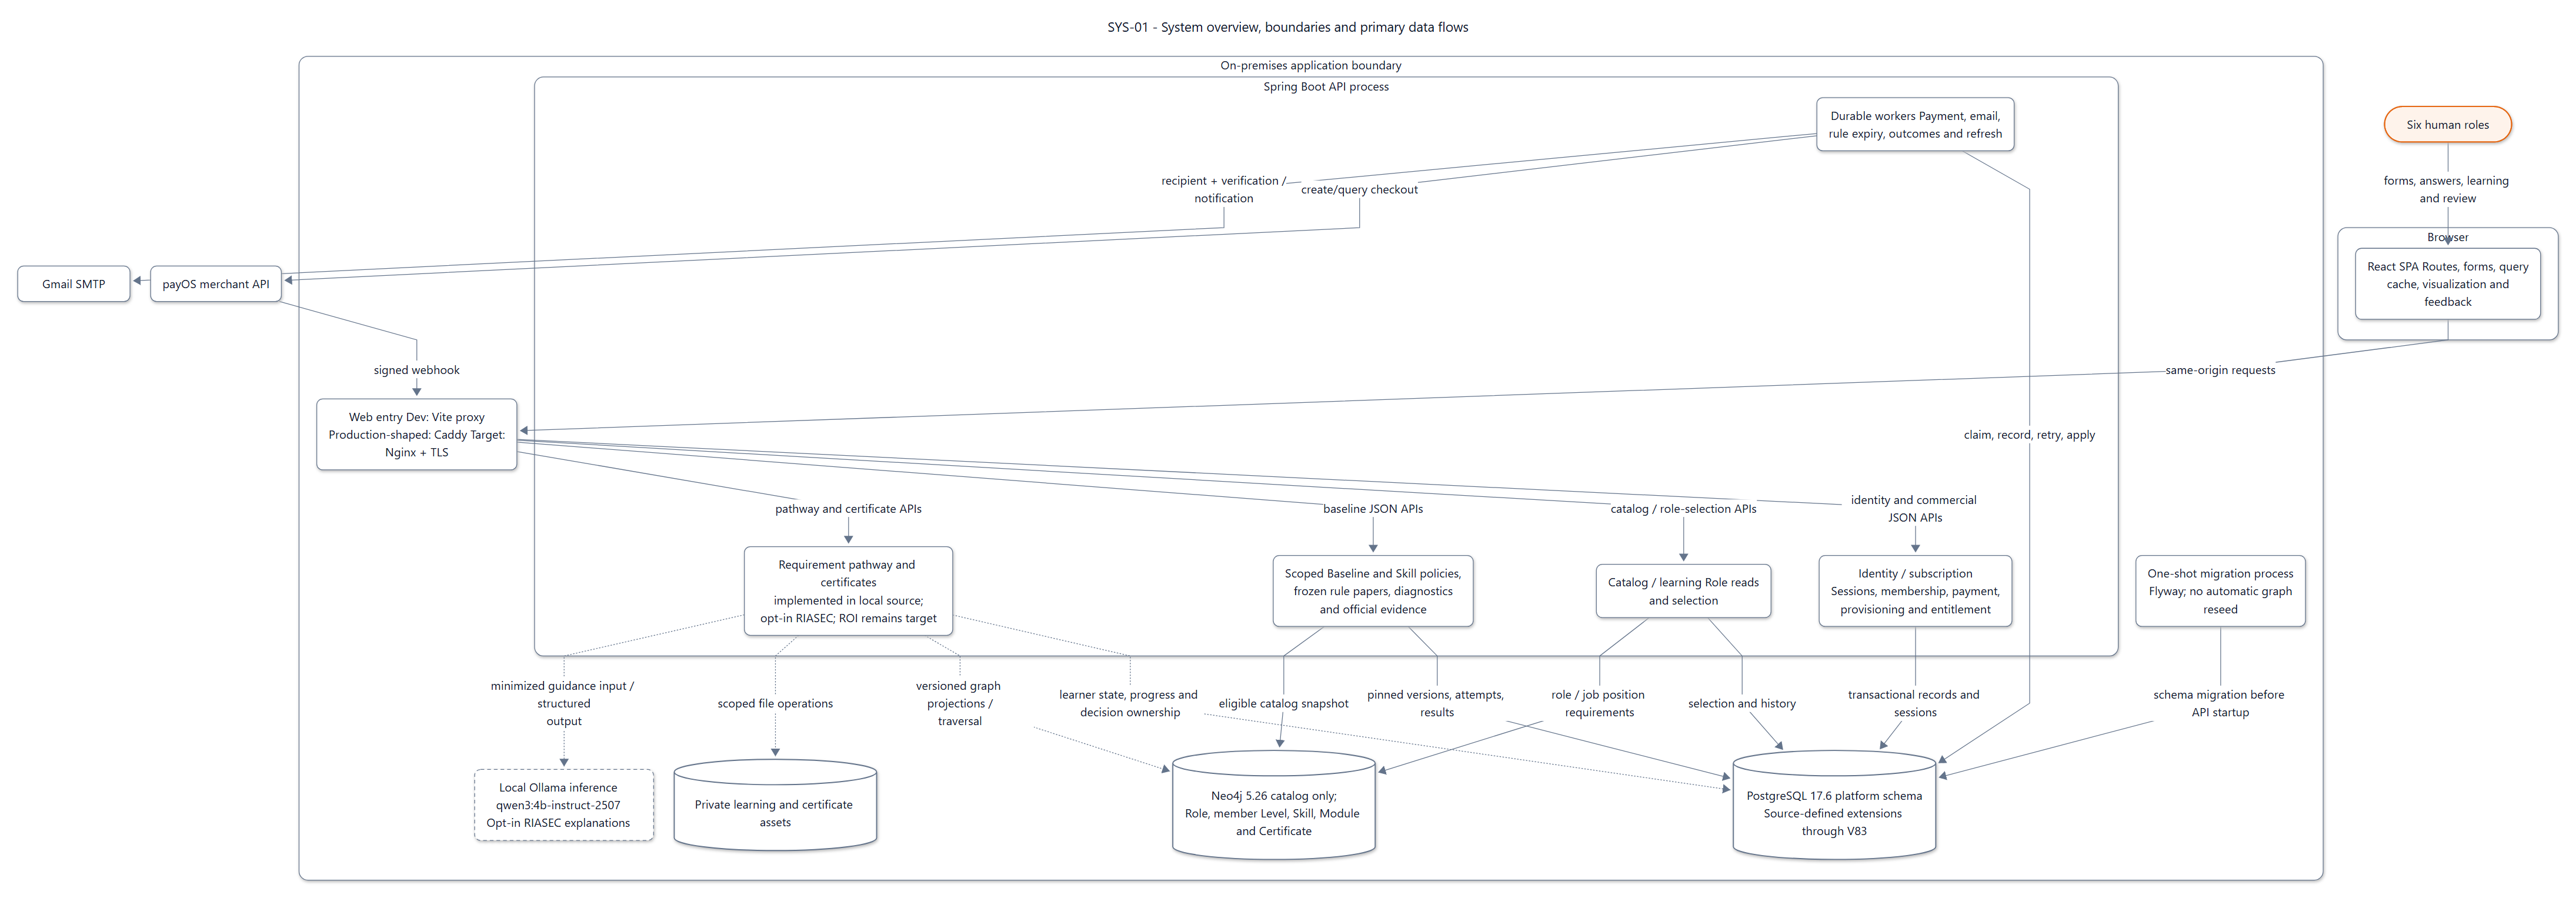 SYS-01 - System overview, boundaries and primary data flows
On-premises application boundary
Spring Boot API process
Durable workers Payment, email,
rule expiry, outcomes and refresh
Six human roles
recipient + verification /
notification
create/query checkout
forms, answers, learning
and review
Browser
React SPA Routes, forms, query
cache, visualization and
feedback
Gmail SMTP
payOS merchant API
signed webhook
same-origin requests
Web entry Dev: Vite proxy
Production-shaped: Caddy Target:
Nginx + TLS
claim, record, retry, apply
pathway and certificate APIs
baseline JSON APIs
catalog / role-selection APIs
identity and commercial
JSON APIs
Requirement pathway and
certificates
implemented in local source;
opt-in RIASEC; ROI remains target
Scoped Baseline and Skill policies,
frozen rule papers, diagnostics
and official evidence
Catalog / learning Role reads
and selection
Identity / subscription
Sessions, membership, payment,
provisioning and entitlement
One-shot migration process
Flyway; no automatic graph
reseed
minimized guidance input /
structured
output
scoped file operations
versioned graph
projections /
traversal
learner state, progress and
decision ownership
eligible catalog snapshot
pinned versions, attempts,
results
role / job position
requirements
selection and history
transactional records and
sessions
schema migration before
API startup
Local Ollama inference
qwen3:4b-instruct-2507
Opt-in RIASEC explanations
Private learning and certificate
assets
Neo4j 5.26 catalog only;
Role, member Level, Skill, Module
and Certificate
PostgreSQL 17.6 platform schema
Source-defined extensions
through V83